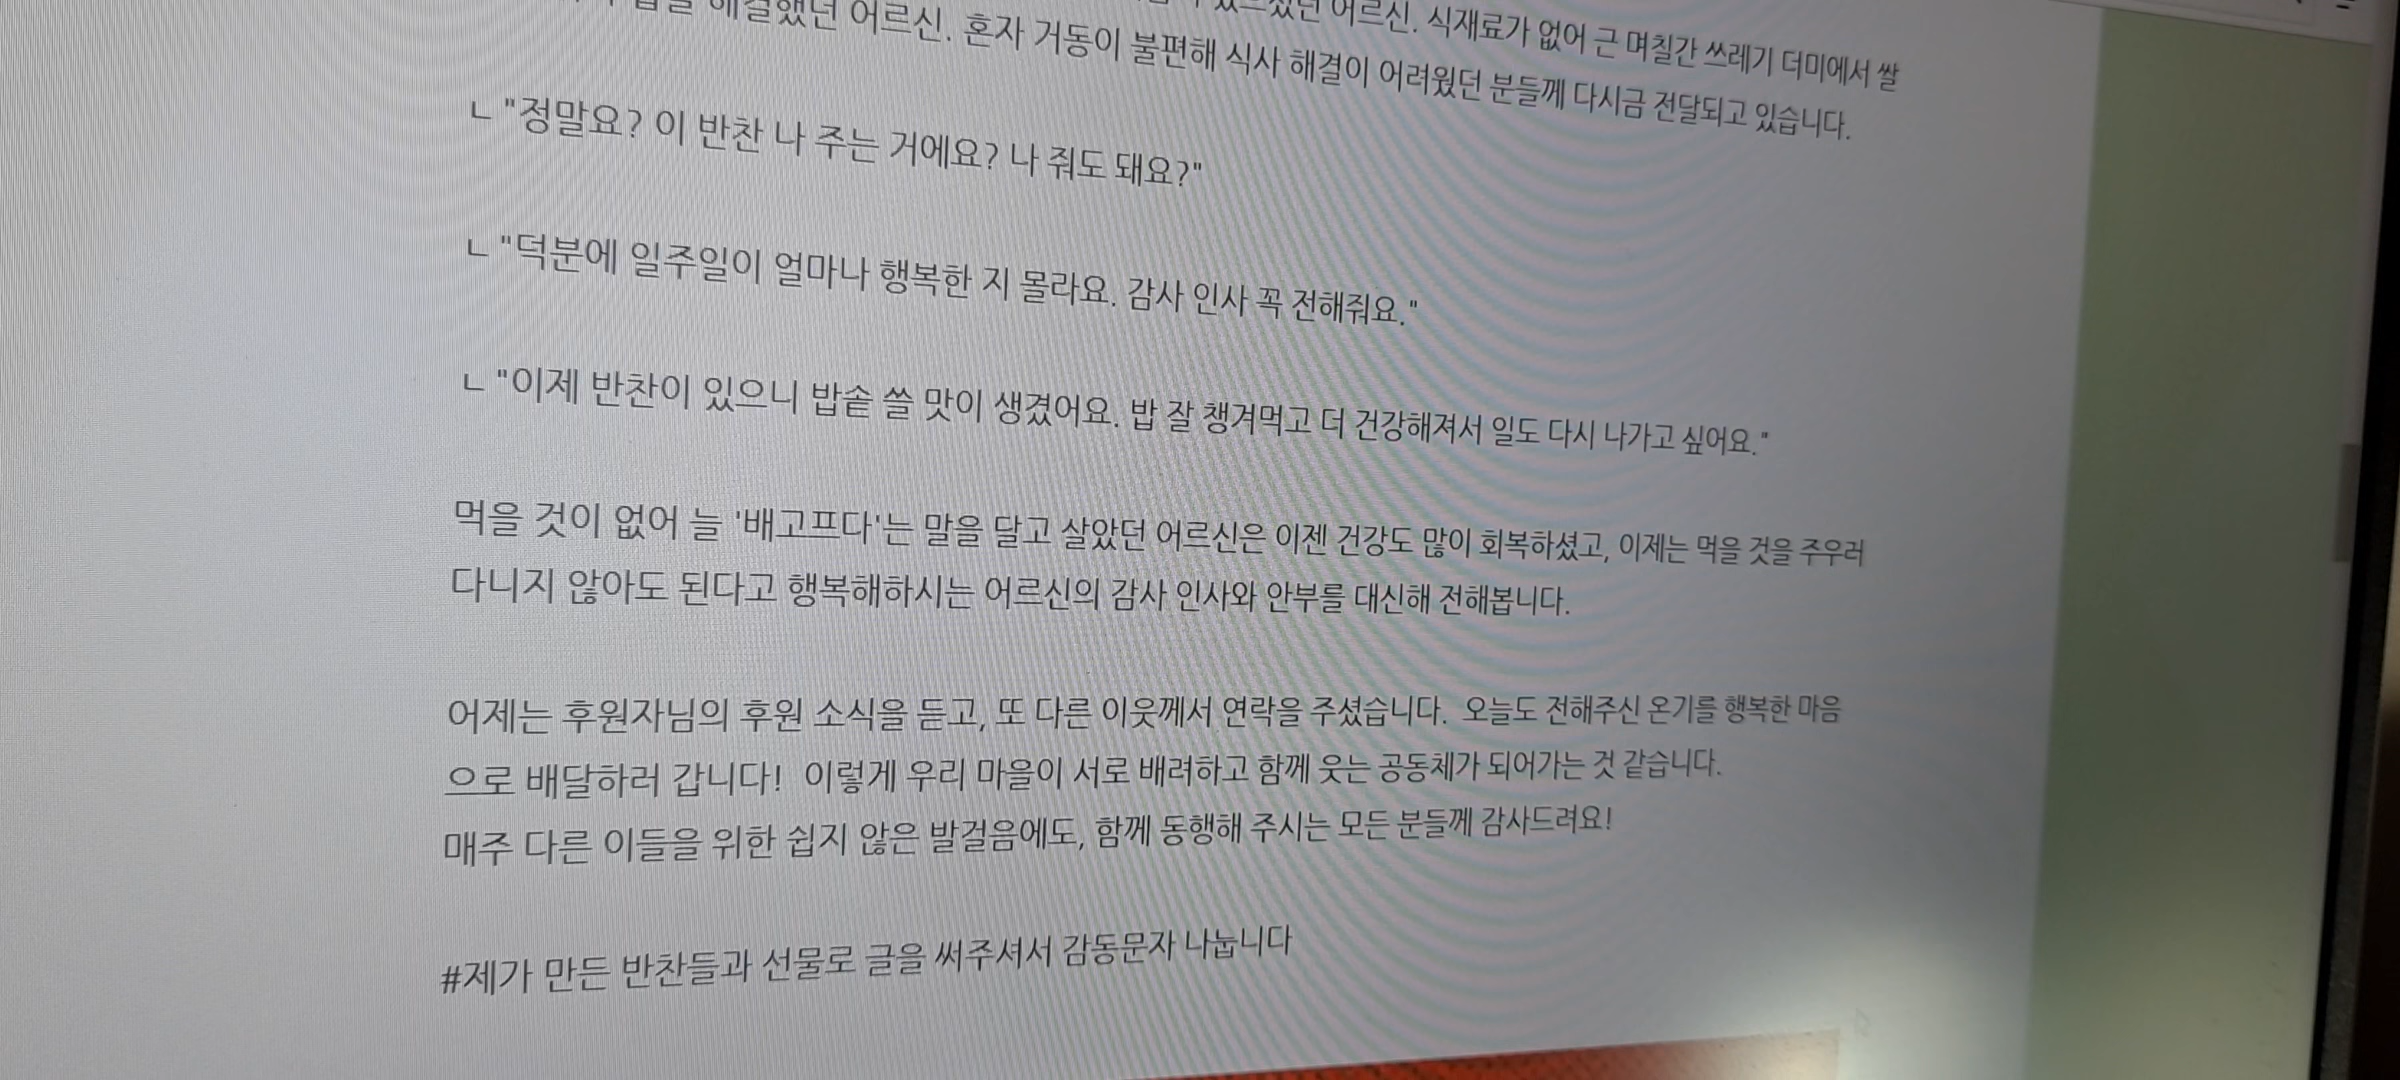 어르신. 식재료가 없어 근 며칠간 쓰레기 더미에서 쌀
해결했던 어르신. 혼자 거동이 불편해 식사 해결이 어려웠던 분들께 다시금 전달되고 있습니다.
ㄴ "정말요? 이 반찬 나 주는 거에요? 나 줘도 돼요?"
ㄴ "덕분에 일주일이 얼마나 행복한 지 몰라요. 감사 인사 꼭 전해줘요."
ㄴ "이제 반찬이 있으니 밥솥 쓸 맛이 생겼어요. 밥 잘 챙겨먹고 더 건강해져서 일도 다시 나가고 싶어요."
먹을 것이 없어 늘 '배고프다'는 말을 달고 살았던 어르신은 이젠 건강도 많이 회복하셨고, 이제는 먹을 것을 주우러
다니지 않아도 된다고 행복해하시는 어르신의 감사 인사와 안부를 대신해 전해봅니다.
어제는 후원자님의 후원 소식을 듣고, 또 다른 이웃께서 연락을 주셨습니다. 오늘도 전해주신 온기를 행복한 마음
으로 배달하러 갑니다! 이렇게 우리 마을이 서로 배려하고 함께 웃는 공동체가 되어가는 것 같습니다.
매주 다른 이들을 위한 쉽지 않은 발걸음에도, 함께 동행해 주시는 모든 분들께 감사드려요!
#제가 만든 반찬들과 선물로 글을 써주셔서 감동문자 나눕니다